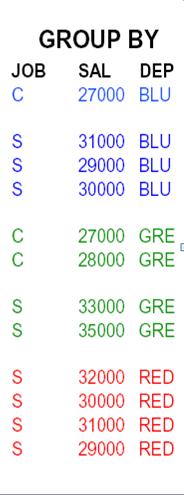 GROUP BY
JOB SAL DEP
C 27000 BLU
S 31000 BLU
S 29000 BLU
S 30000 BLU
C 27000 GRE
C 28000 GRE
S 33000 GRE
S 35000 GRE
S 32000 RED
S 30000 RED
S 31000 RED
S 29000 RED